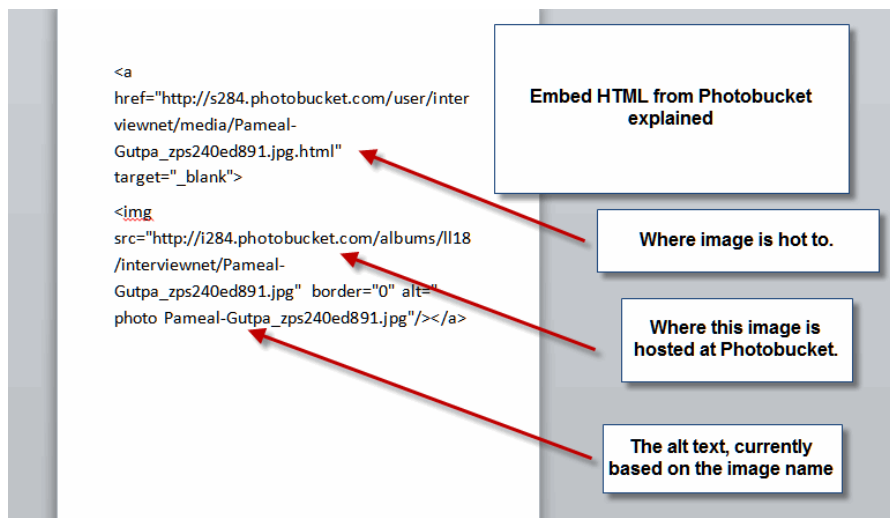 <a
href="http://s284.photobucket.com/user/inter
viewnet/media/Pameal-
Gutpa_zps240ed891.jpg.html"
target="_blank">
<img
src="http://i284.photobucket.com/albums/ll18
/interviewnet/Pameal-
Gutpa_zps240ed891.jpg" border="0" alt="
photo Pameal-Gutpa_zps240ed891.jpg"/></a>
Embed HTML from Photobucket
explained
Where image is hot to.
Where this image is
hosted at Photobucket.
The alt text, currently
based on the image name